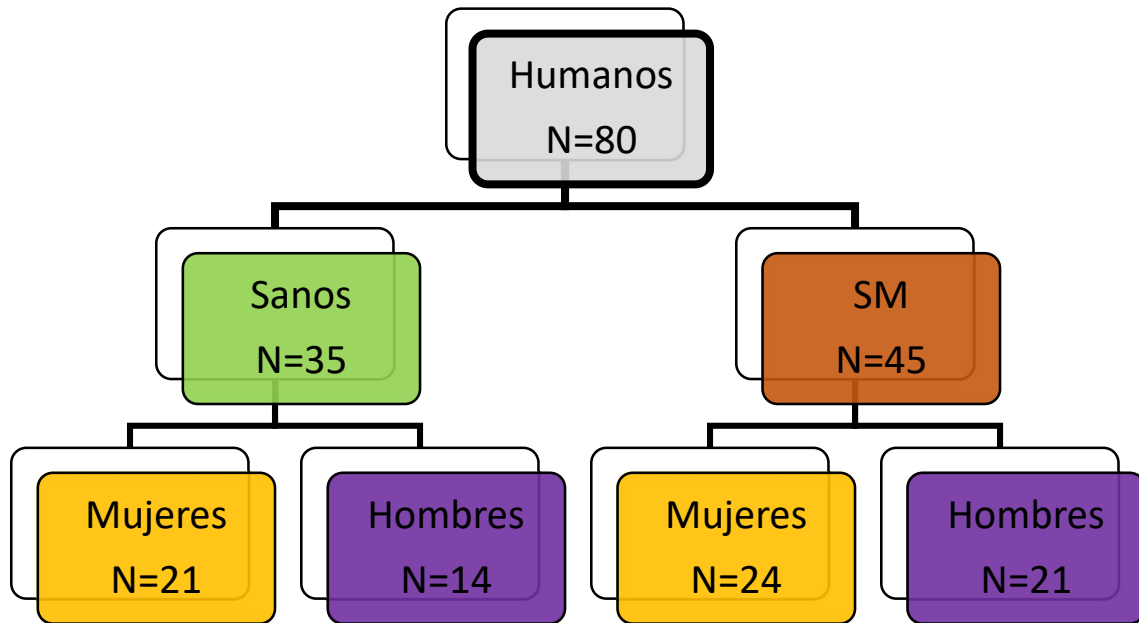 Humanos
N=80
Sanos
N=35
SM
N=45
Mujeres
N=21
Hombres
N=14
Mujeres
N=24
Hombres
N=21